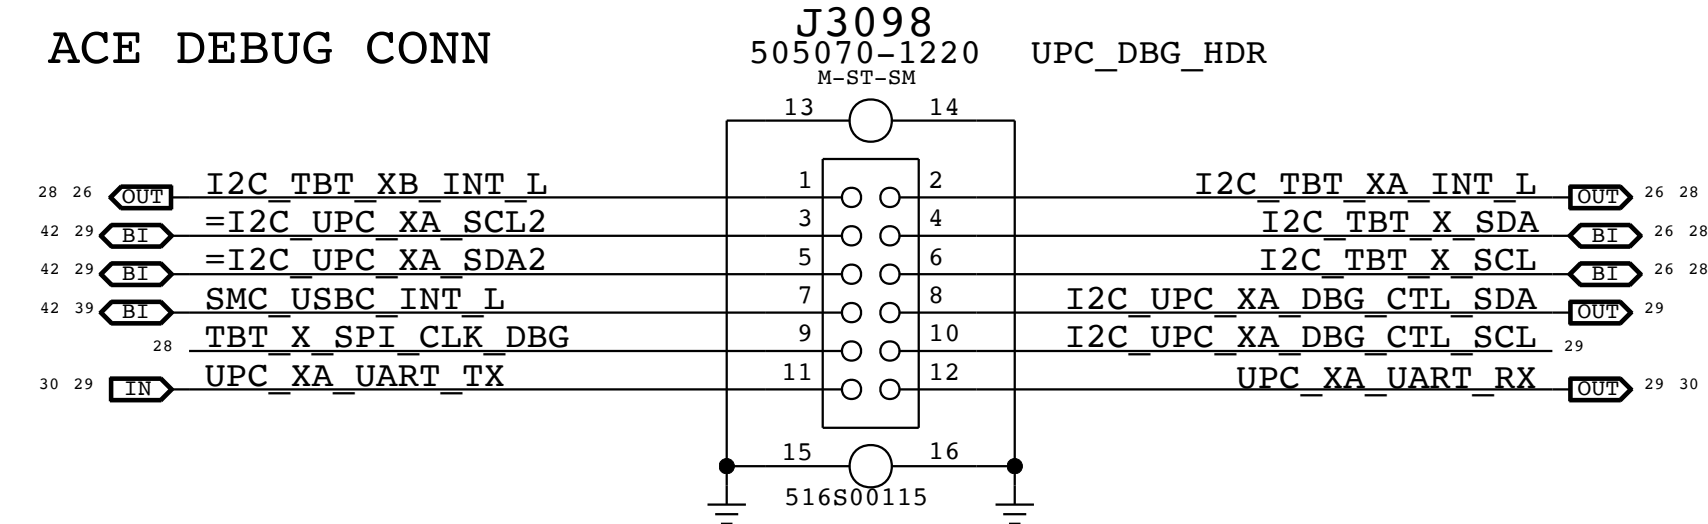 J3098
ACE DEBUG CONN 505070-1220 UPC_DBG_HDR
M-ST-SM
13 14
28 26 OUT I2C_TBT_XB_INT_L 1 2 I2C_TBT_XA_INT_L OUT 26 28
42 29 BI =I2C_UPC_XA_SCL2 3 4 I2C_TBT_X_SDA BI 26 28
42 29 BI =I2C_UPC_XA_SDA2 5 6 I2C_TBT_X_SCL BI 26 28
42 39 BI SMC_USBC_INT_L 7 8 I2C_UPC_XA_DBG_CTL_SDA OUT 29
28 TBT_X_SPI_CLK_DBG 9 10 I2C_UPC_XA_DBG_CTL_SCL 29
30 29 IN UPC_XA_UART_TX 11 12 UPC_XA_UART_RX OUT 29 30
15 16
516S00115